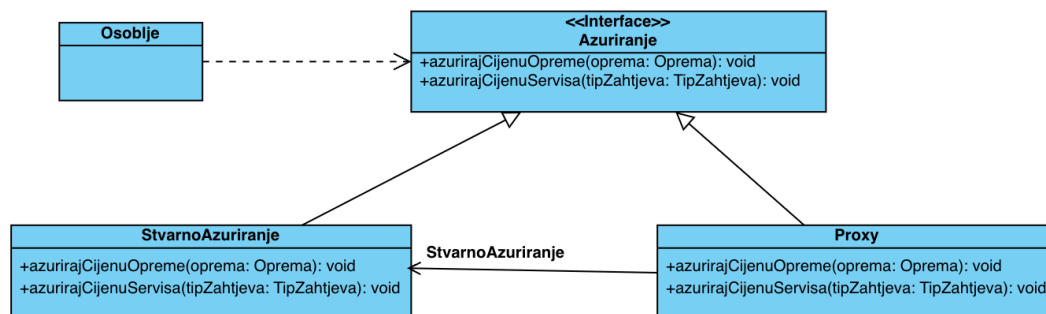 Osoblje
<<Interface>>
Azuriranje
+azurirajCijenuOpreme(oprema: Oprema): void
+azurirajCijenuServisa(tipZahtjeva: TipZahtjeva): void
StvarnoAzuriranje
+azurirajCijenuOpreme(oprema: Oprema): void
+azurirajCijenuServisa(tipZahtjeva: TipZahtjeva): void
StvarnoAzuriranje
Proxy
+azurirajCijenuOpreme(oprema: Oprema): void
+azurirajCijenuServisa(tipZahtjeva: TipZahtjeva): void